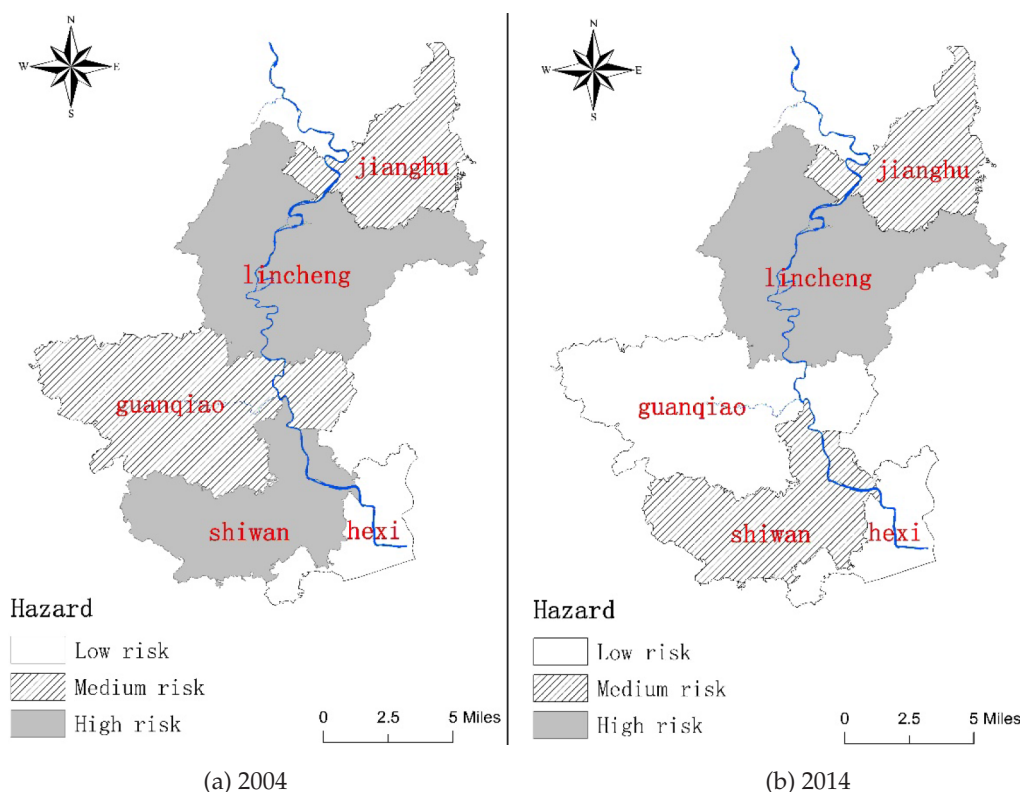 N
W E
S
jianghu
lincheng
guanqiao
shiwan
hexi
Hazard
Low risk
Medium risk
High risk
0 2.5 5 Miles
(a) 2004
N
W E
S
jianghu
lincheng
guanqiao
shiwan
hexi
Hazard
Low risk
Medium risk
High risk
0 2.5 5 Miles
(b) 2014